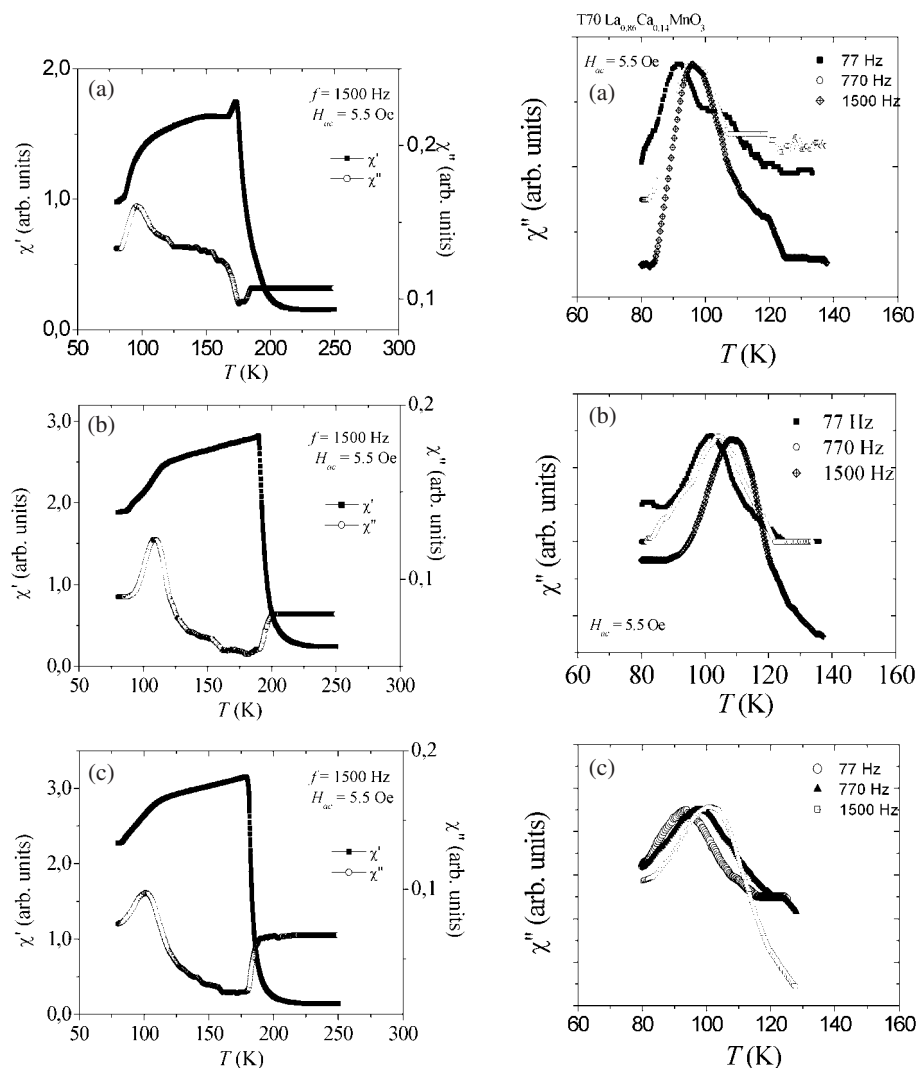 (a)
f = 1500 Hz
H_ac = 5.5 Oe
χ'
χ"
χ' (arb. units)
χ" (arb. units)
2,0
1,0
0,0
0,2
0,1
50 100 150 200 250 300
T (K)
(b)
f = 1500 Hz
H_ac = 5.5 Oe
χ'
χ"
χ' (arb. units)
χ" (arb. units)
3,0
2,0
1,0
0,0
0,2
0,1
50 100 150 200 250 300
T (K)
(c)
f = 1500 Hz
H_ac = 5.5 Oe
χ'
χ"
χ' (arb. units)
χ" (arb. units)
3,0
2,0
1,0
0,0
0,2
0,1
50 100 150 200 250 300
T (K)
T70 La0,86Ca0,14MnO3
H_ac = 5.5 Oe
(a)
77 Hz
770 Hz
1500 Hz
χ" (arb. units)
60 80 100 120 140 160
T (K)
(b)
77 Hz
770 Hz
1500 Hz
χ" (arb. units)
H_ac = 5.5 Oe
60 80 100 120 140 160
T (K)
(c)
77 Hz
770 Hz
1500 Hz
χ" (arb. units)
60 80 100 120 140 160
T (K)